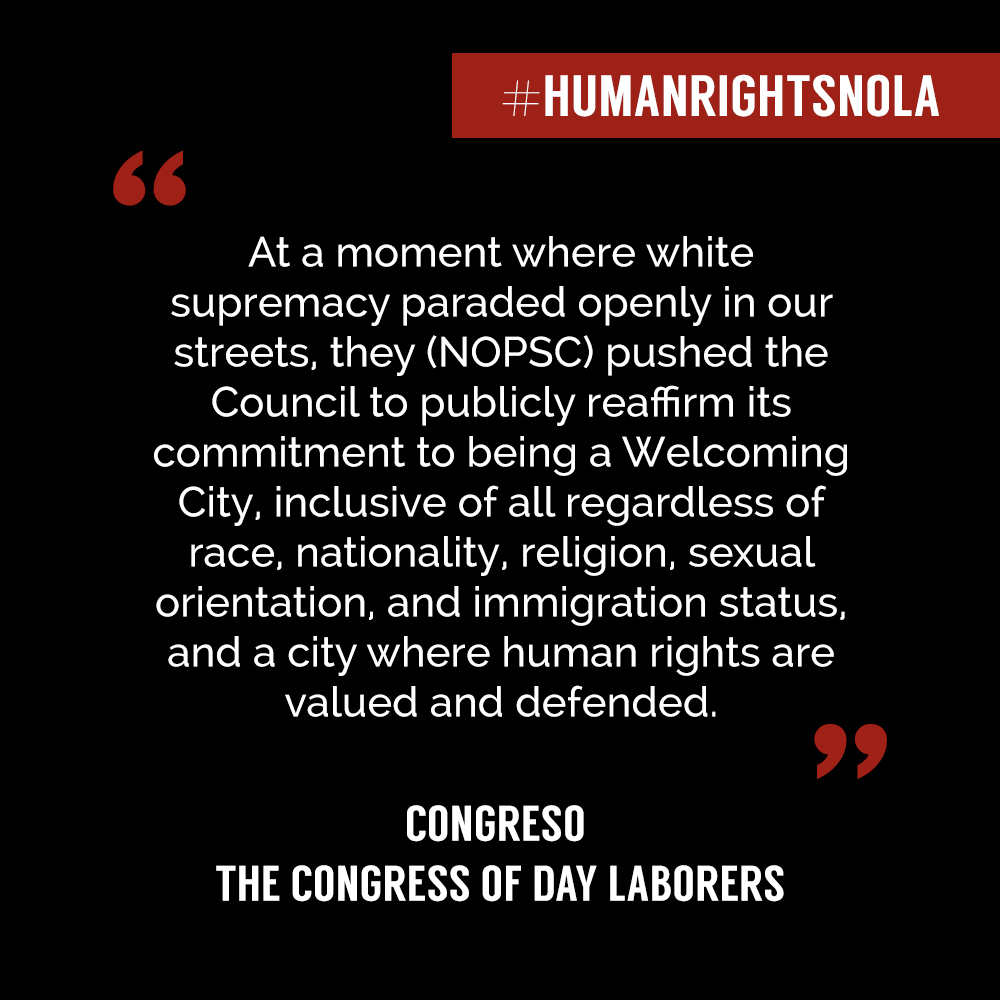 #HUMANRIGHTSNOLA
“
At a moment where white
supremacy paraded openly in our
streets, they (NOPSC) pushed the
Council to publicly reaffirm its
commitment to being a Welcoming
City, inclusive of all regardless of
race, nationality, religion, sexual
orientation, and immigration status,
and a city where human rights are
valued and defended.
”
CONGRESO
THE CONGRESS OF DAY LABORERS